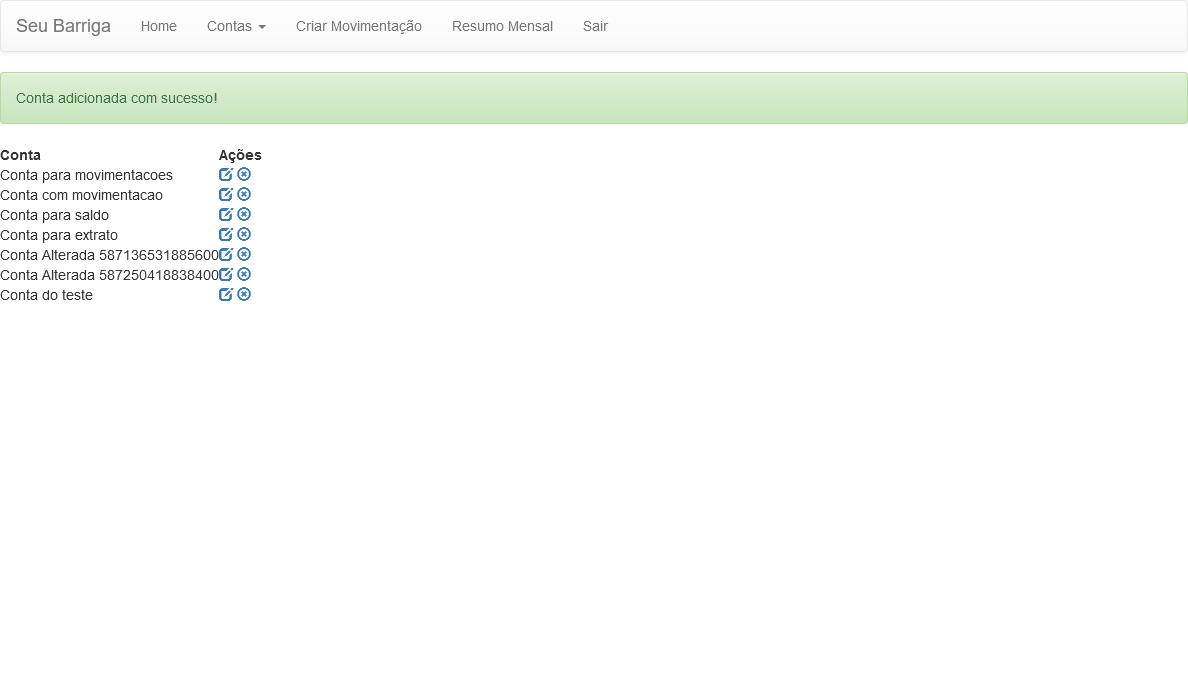 Seu Barriga Home Contas Criar Movimentação Resumo Mensal Sair
Conta adicionada com sucesso!
Conta Ações
Conta para movimentacoes
Conta com movimentacao
Conta para saldo
Conta para extrato
Conta Alterada 587136531885600
Conta Alterada 587250418838400
Conta do teste